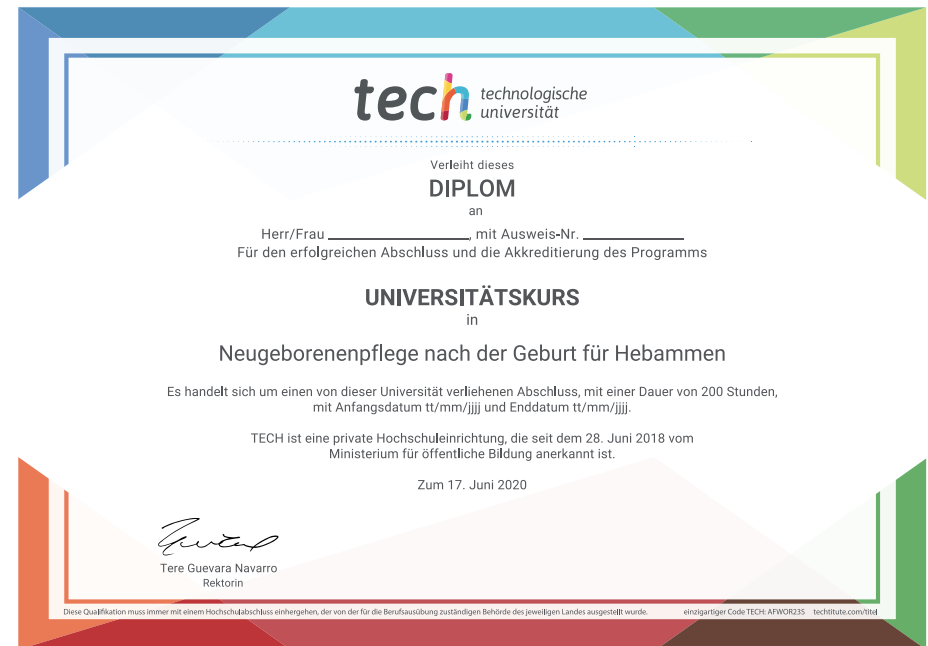 tech technologische
universität
Verleiht dieses
DIPLOM
an
Herr/Frau ____________________, mit Ausweis-Nr. ______________
Für den erfolgreichen Abschluss und die Akkreditierung des Programms
UNIVERSITÄTSKURS
in
Neugeborenenpflege nach der Geburt für Hebammen
Es handelt sich um einen von dieser Universität verliehenen Abschluss, mit einer Dauer von 200 Stunden,
mit Anfangsdatum tt/mm/jjjj und Enddatum tt/mm/jjjj.
TECH ist eine private Hochschuleinrichtung, die seit dem 28. Juni 2018 vom
Ministerium für öffentliche Bildung anerkannt ist.
Zum 17. Juni 2020
Tere Guevara Navarro
Rektorin
Diese Qualifikation muss immer mit einem Hochschulabschluss einhergehen, der von der für die Berufsausübung zuständigen Behörde des jeweiligen Landes ausgestellt wurde. einzigartiger Code TECH: AFWOR235 techtitute.com/titel